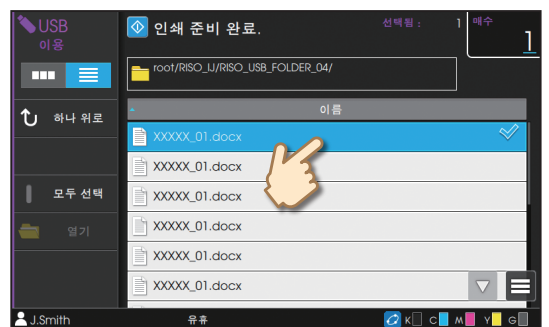 USB
이용
인쇄 준비 완료.
선택됨 : 1
매수
1
root/RISO_IJ/RISO_USB_FOLDER_04/
하나 위로
모두 선택
열기
이름
XXXXX_01.docx
XXXXX_01.docx
XXXXX_01.docx
XXXXX_01.docx
XXXXX_01.docx
XXXXX_01.docx
J.Smith
유휴
K C M Y G